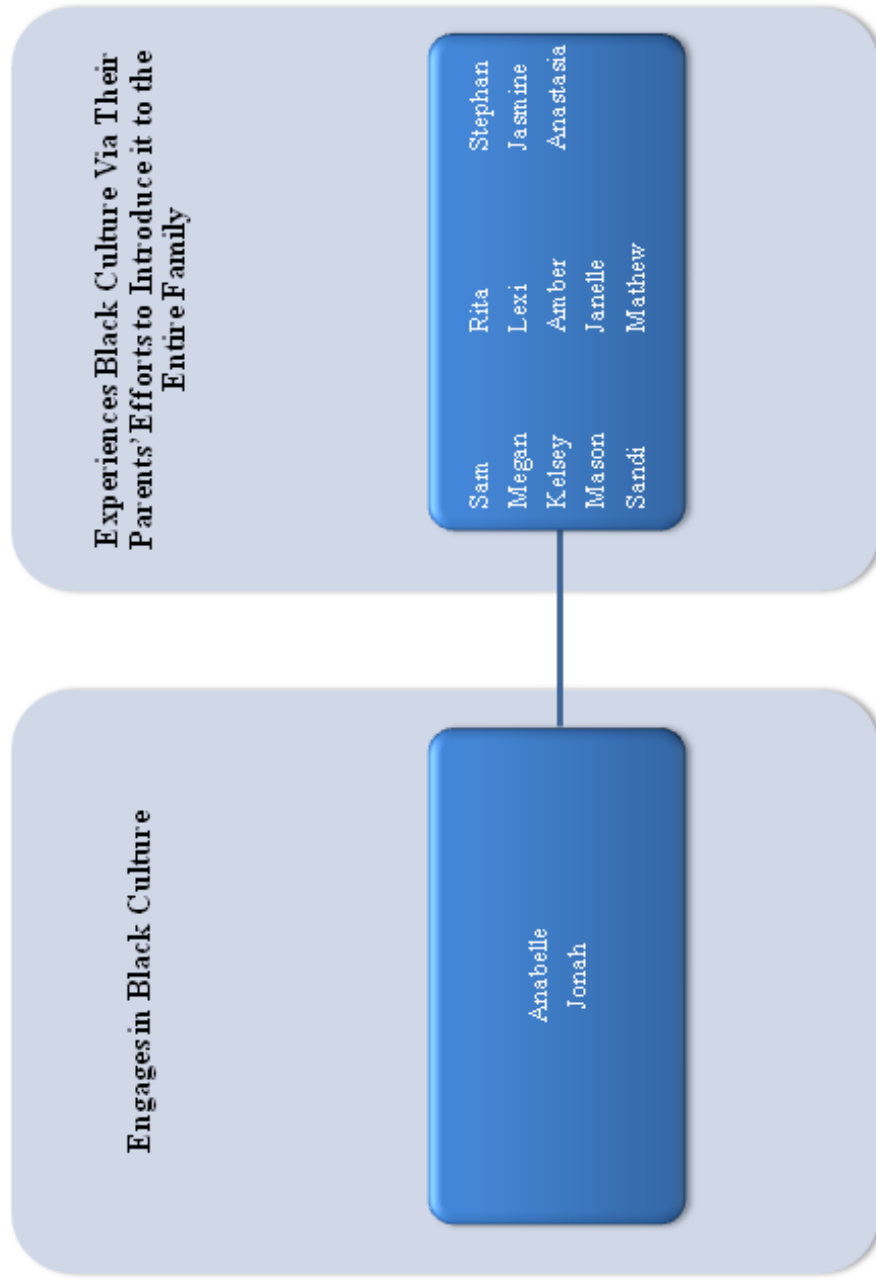 Engages in Black Culture
Anabelle
Jonah
Experiences Black Culture Via Their
Parents' Efforts to Introduce it to the
Entire Family
Sam Rita Stephan
Megan Lexi Jasmine
Kelsey Amber Anastasia
Mason Janelle
Sandi Mathew